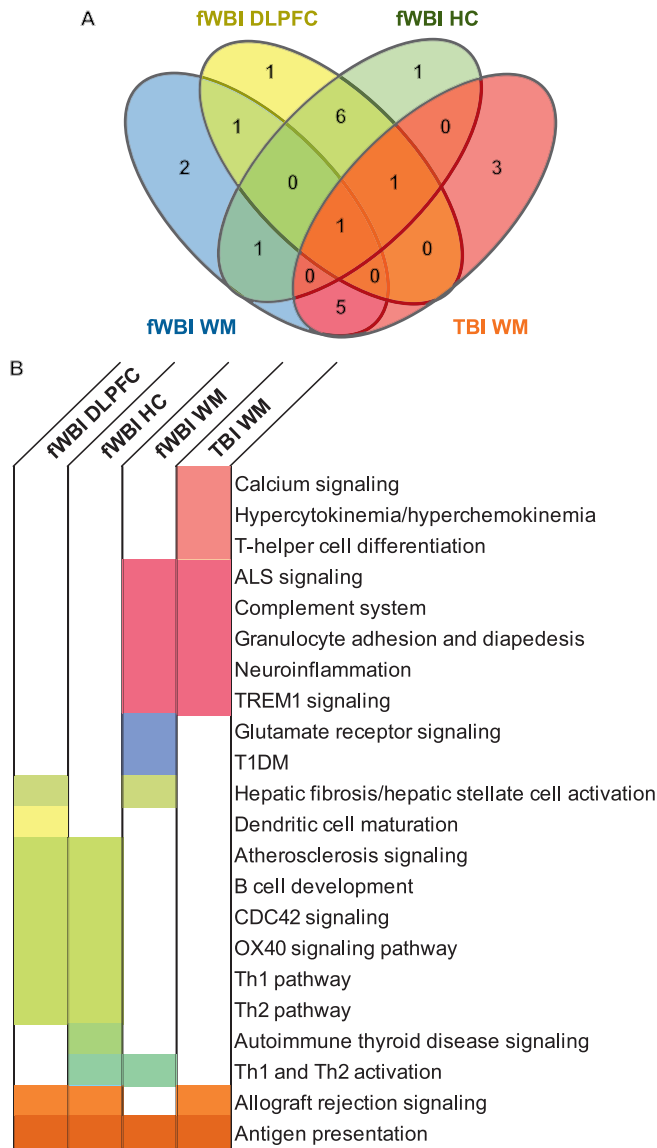 A
fWBI DLPFC
fWBI HC
1
1
1
6
0
2
0
1
3
1
1
0
0
0
5
fWBI WM
TBI WM
B
fWBI DLPFC
fWBI HC
fWBI WM
TBI WM
Calcium signaling
Hypercytokinemia/hyperchemokinemia
T-helper cell differentiation
ALS signaling
Complement system
Granulocyte adhesion and diapedesis
Neuroinflammation
TREM1 signaling
Glutamate receptor signaling
T1DM
Hepatic fibrosis/hepatic stellate cell activation
Dendritic cell maturation
Atherosclerosis signaling
B cell development
CDC42 signaling
OX40 signaling pathway
Th1 pathway
Th2 pathway
Autoimmune thyroid disease signaling
Th1 and Th2 activation
Allograft rejection signaling
Antigen presentation